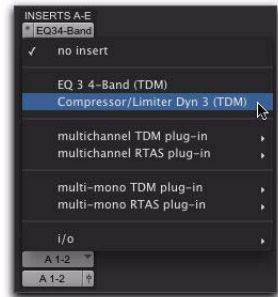 INSERTS A-E
EQ34-Band
no insert
EQ 3 4-Band (TDM)
Compressor/Limiter Dyn 3 (TDM)
multichannel TDM plug-in
multichannel RTAS plug-in
multi-mono TDM plug-in
multi-mono RTAS plug-in
i/o
A 1-2
A 1-2